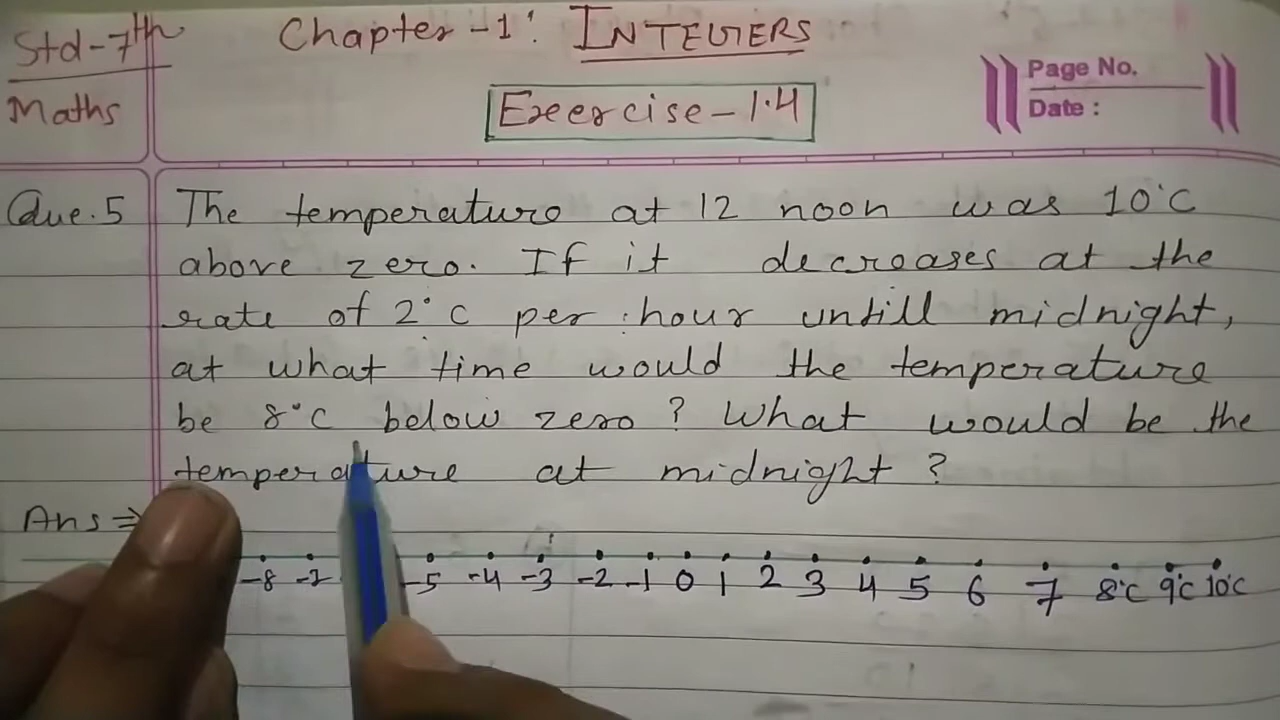 Std-7th
Maths
Chapter-1: INTEGERS
Exercise-1.4
Page No.
Date :
Que.5 The temperature at 12 noon was 10°C
above zero. If it decreases at the
rate of 2°C per hour untill midnight,
at what time would the temperature
be 8°C below zero? What would be the
temperature at midnight?
Ans ⇒
-8 -7 -5 -4 -3 -2 -1 0 1 2 3 4 5 6 7 8°C 9°C 10°C